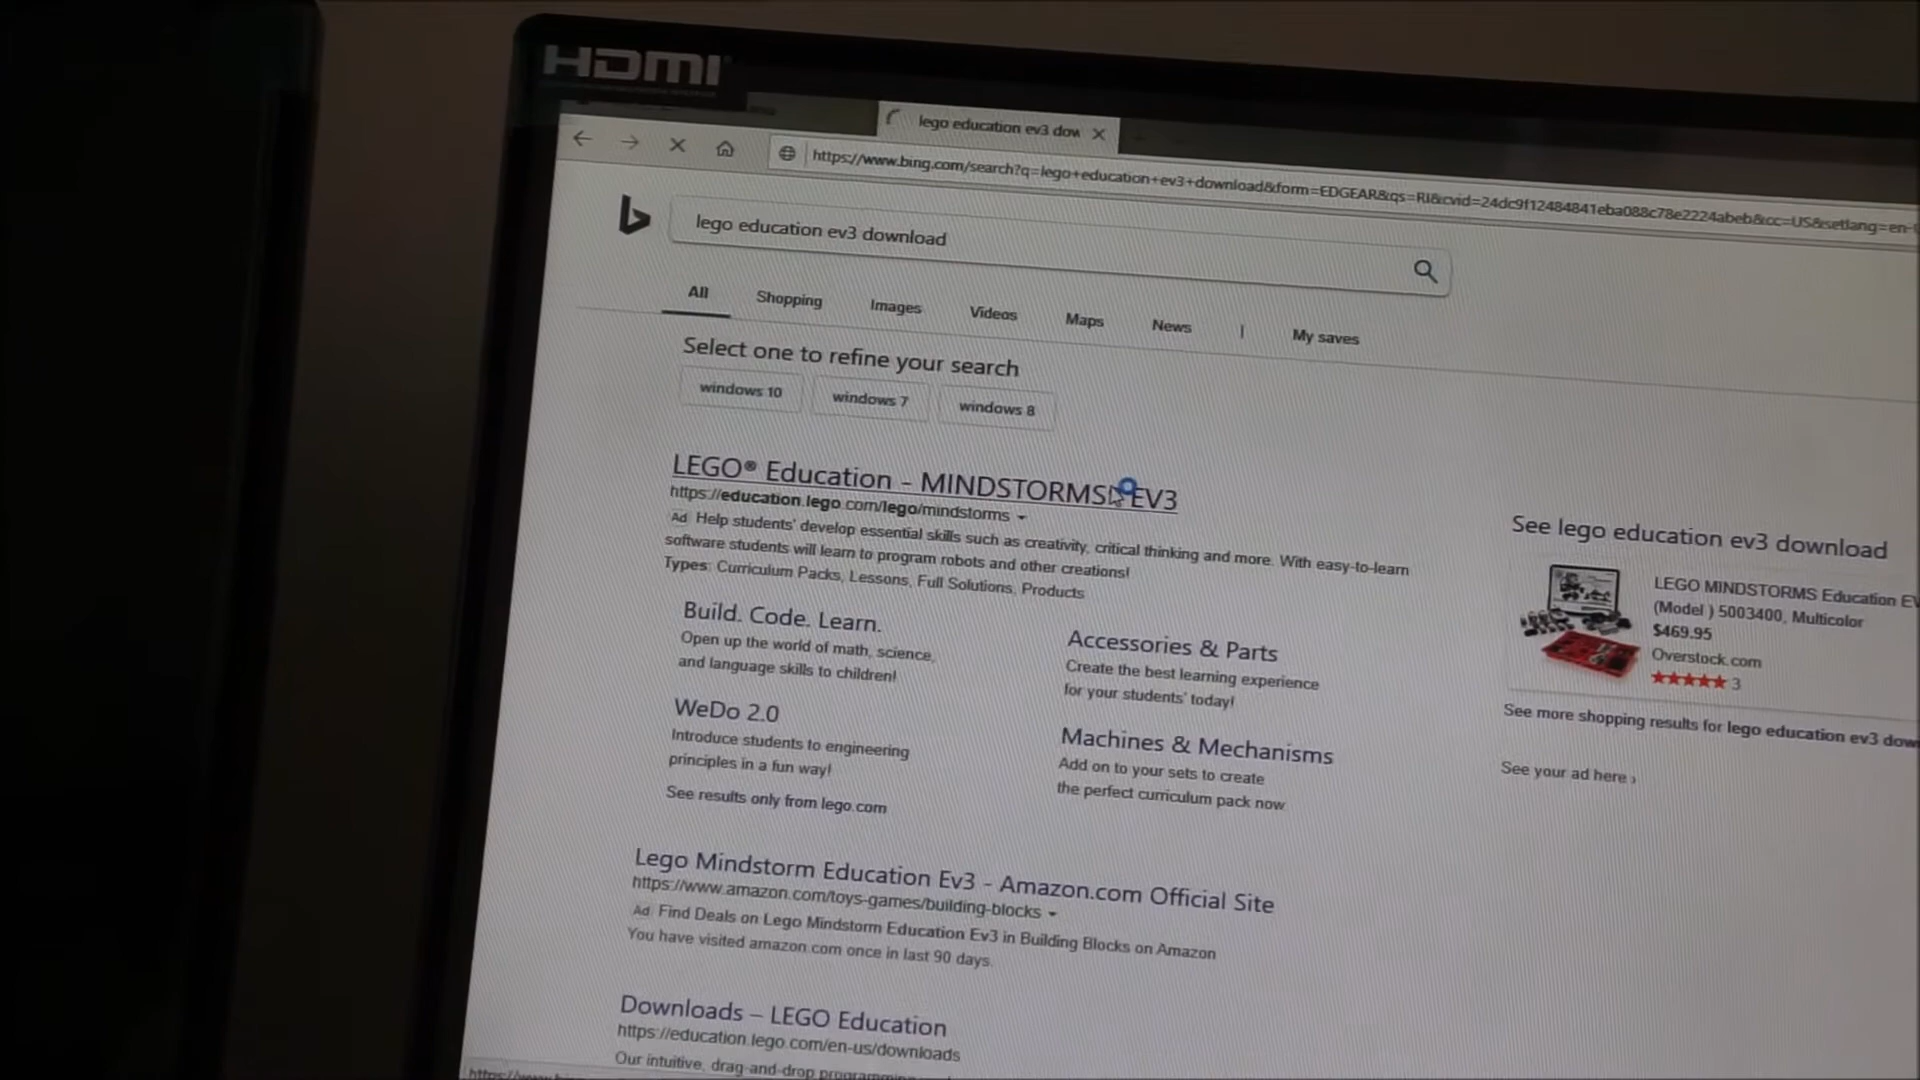 HDMI
lego education ev3 dow
https://www.bing.com/search?q=lego+education+ev3+download&form=EDGEAR&qs=RI&cvid=24dc9f12484841eba088c78e2224abeb&cc=US&setlang=en-
lego education ev3 download
All Shopping Images Videos Maps News | My saves
Select one to refine your search
windows 10 windows 7 windows 8
LEGO® Education - MINDSTORMS® EV3
https://education.lego.com/lego/mindstorms
Ad Help students' develop essential skills such as creativity, critical thinking and more. With easy-to-learn
software students will learn to program robots and other creations!
Types: Curriculum Packs, Lessons, Full Solutions, Products
Build. Code. Learn.
Open up the world of math, science,
and language skills to children!
Accessories & Parts
Create the best learning experience
for your students' today!
WeDo 2.0
Introduce students to engineering
principles in a fun way!
Machines & Mechanisms
Add on to your sets to create
the perfect curriculum pack now
See results only from lego.com
Lego Mindstorm Education Ev3 - Amazon.com Official Site
https://www.amazon.com/toys-games/building-blocks
Ad Find Deals on Lego Mindstorm Education Ev3 in Building Blocks on Amazon
You have visited amazon.com once in last 90 days.
Downloads – LEGO Education
https://education.lego.com/en-us/downloads
Our intuitive, drag-and-drop programming
See lego education ev3 download
LEGO MINDSTORMS Education EV
(Model ) 5003400, Multicolor
$469.95
Overstock.com
3
See more shopping results for lego education ev3 dow
See your ad here ›